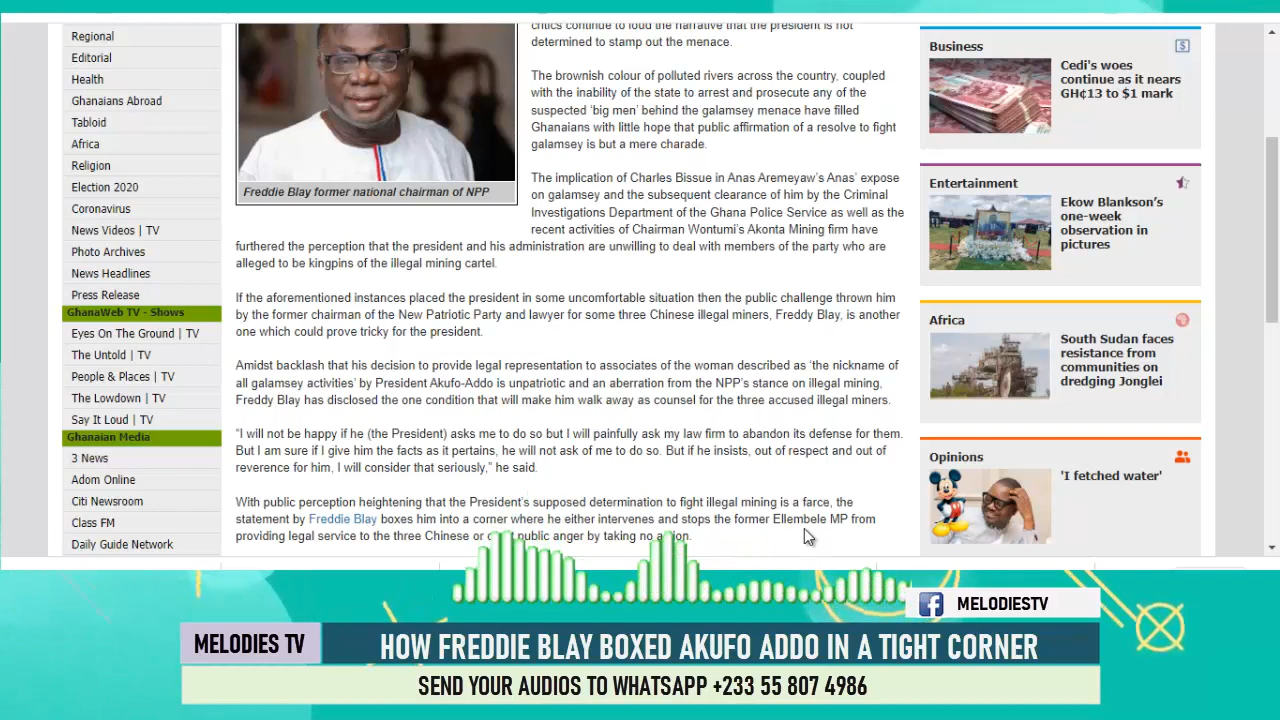 Regional
Editorial
Health
Ghanaians Abroad
Tabloid
Africa
Religion
Election 2020
Coronavirus
News Videos | TV
Photo Archives
News Headlines
Press Release
GhanaWeb TV - Shows
Eyes On The Ground | TV
The Untold | TV
People & Places | TV
The Lowdown | TV
Say It Loud | TV
Ghanaian Media
3 News
Adom Online
Citi Newsroom
Class FM
Daily Guide Network
Freddie Blay former national chairman of NPP
critics continue to loud the narrative that the president is not
determined to stamp out the menace.
The brownish colour of polluted rivers across the country, coupled
with the inability of the state to arrest and prosecute any of the
suspected ‘big men’ behind the galamsey menace have filled
Ghanaians with little hope that public affirmation of a resolve to fight
galamsey is but a mere charade.
The implication of Charles Bissue in Anas Aremeyaw’s Anas’ expose
on galamsey and the subsequent clearance of him by the Criminal
Investigations Department of the Ghana Police Service as well as the
recent activities of Chairman Wontumi’s Akonta Mining firm have
furthered the perception that the president and his administration are unwilling to deal with members of the party who are
alleged to be kingpins of the illegal mining cartel.
If the aforementioned instances placed the president in some uncomfortable situation then the public challenge thrown him
by the former chairman of the New Patriotic Party and lawyer for some three Chinese illegal miners, Freddy Blay, is another
one which could prove tricky for the president.
Amidst backlash that his decision to provide legal representation to associates of the woman described as ‘the nickname of
all galamsey activities’ by President Akufo-Addo is unpatriotic and an aberration from the NPP’s stance on illegal mining,
Freddy Blay has disclosed the one condition that will make him walk away as counsel for the three accused illegal miners.
“I will not be happy if he (the President) asks me to do so but I will painfully ask my law firm to abandon its defense for them.
But I am sure if I give him the facts as it pertains, he will not ask of me to do so. But if he insists, out of respect and out of
reverence for him, I will consider that seriously,” he said.
With public perception heightening that the President’s supposed determination to fight illegal mining is a farce, the
statement by Freddie Blay boxes him into a corner where he either intervenes and stops the former Ellembele MP from
providing legal service to the three Chinese or public anger by taking no
Business
Cedi's woes
continue as it nears
GH¢13 to $1 mark
Entertainment
Ekow Blankson’s
one-week
observation in
pictures
Africa
South Sudan faces
resistance from
communities on
dredging Jonglei
Opinions
'I fetched water'
MELODIESTV
MELODIES TV
HOW FREDDIE BLAY BOXED AKUFO ADDO IN A TIGHT CORNER
SEND YOUR AUDIOS TO WHATSAPP +233 55 807 4986